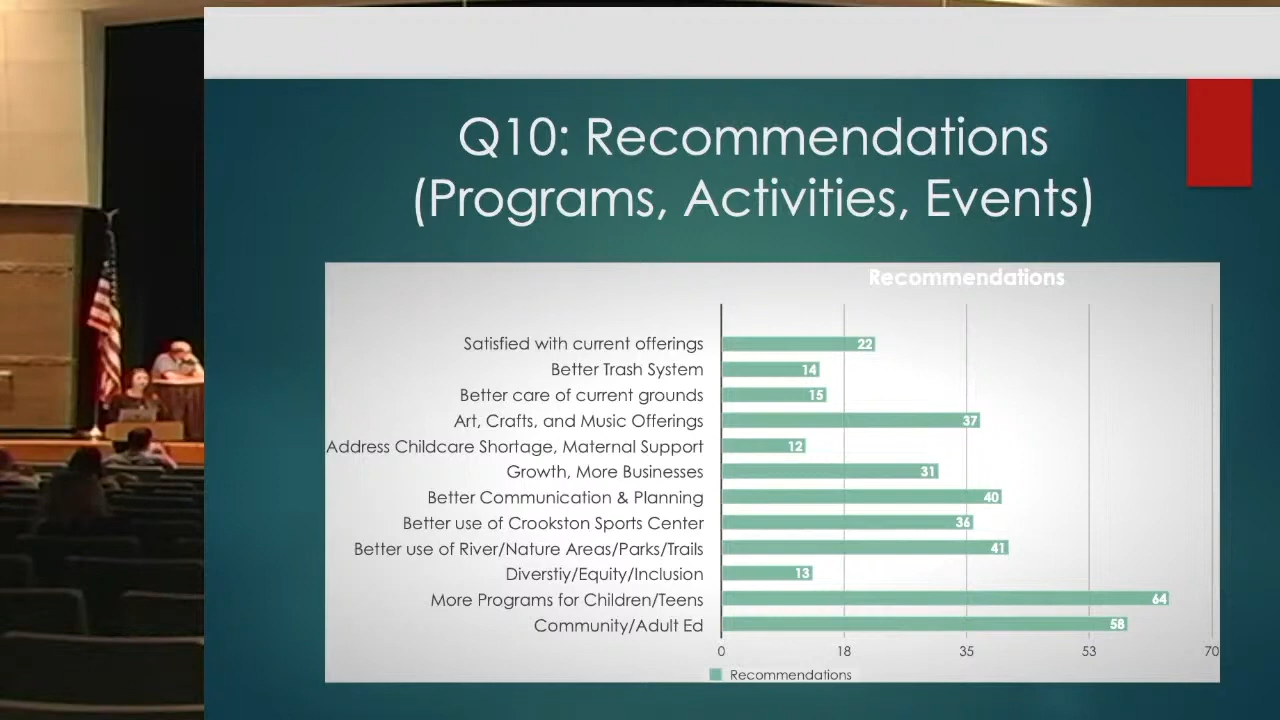 Q10: Recommendations
(Programs, Activities, Events)
Recommendations
Satisfied with current offerings 22
Better Trash System 14
Better care of current grounds 15
Art, Crafts, and Music Offerings 37
Address Childcare Shortage, Maternal Support 12
Growth, More Businesses 31
Better Communication & Planning 40
Better use of Crookston Sports Center 36
Better use of River/Nature Areas/Parks/Trails 41
Diverstiy/Equity/Inclusion 13
More Programs for Children/Teens 64
Community/Adult Ed 58
0 18 35 53 70
Recommendations